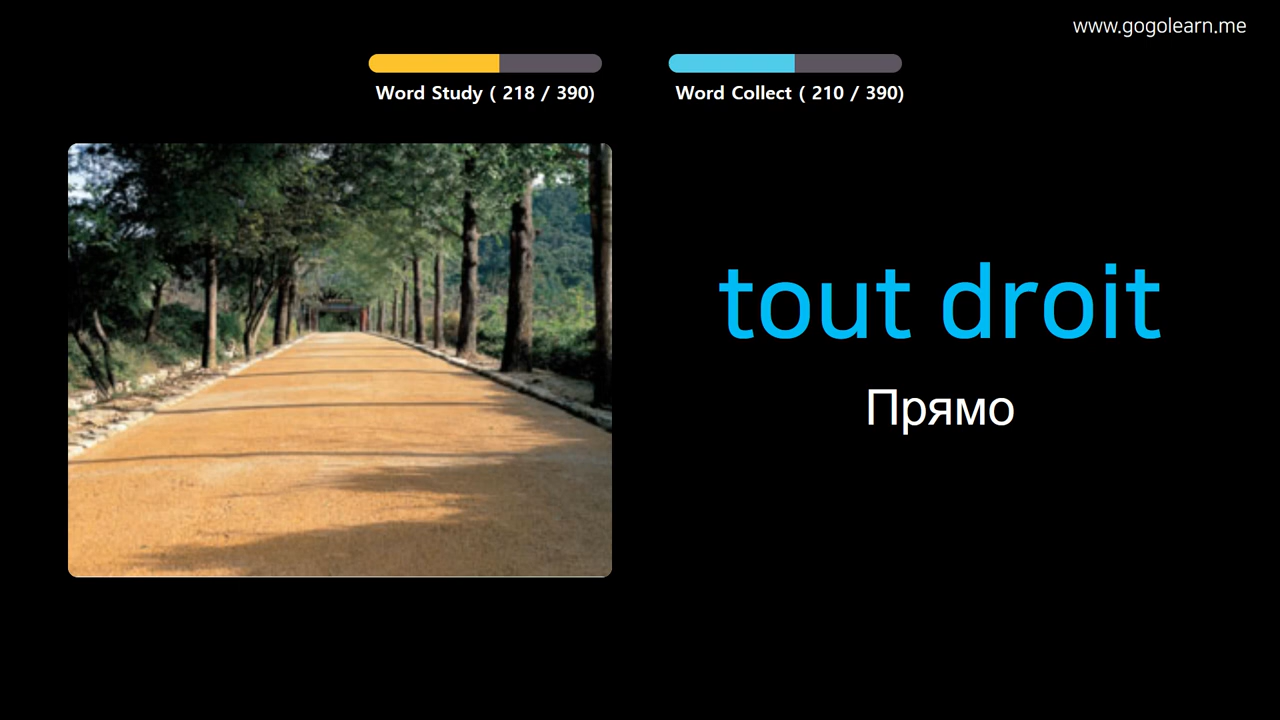 www.gogolearn.me
Word Study ( 218 / 390)
Word Collect ( 210 / 390)
tout droit
Прямо